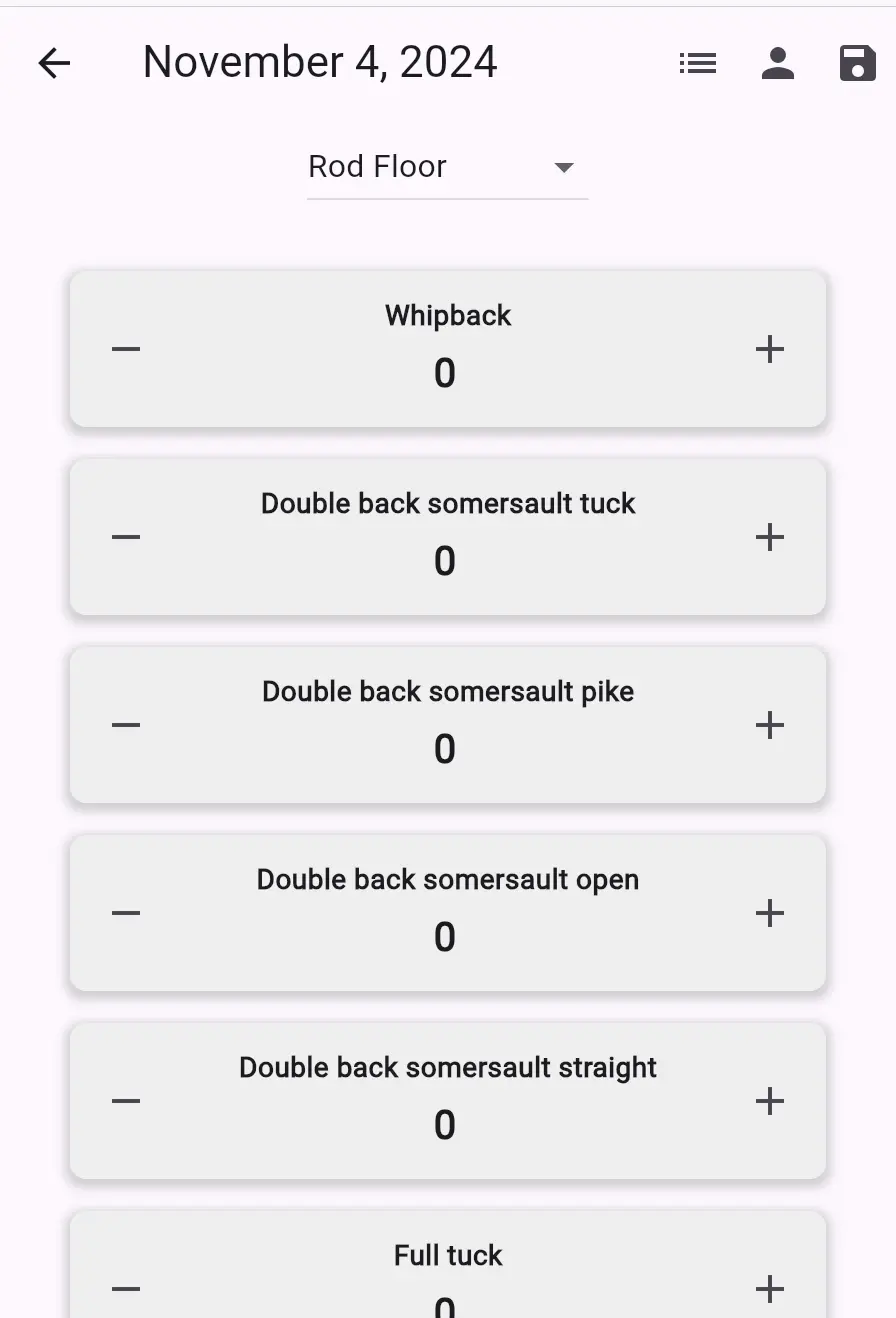 November 4, 2024
Rod Floor
Whipback
0
Double back somersault tuck
0
Double back somersault pike
0
Double back somersault open
0
Double back somersault straight
0
Full tuck
0